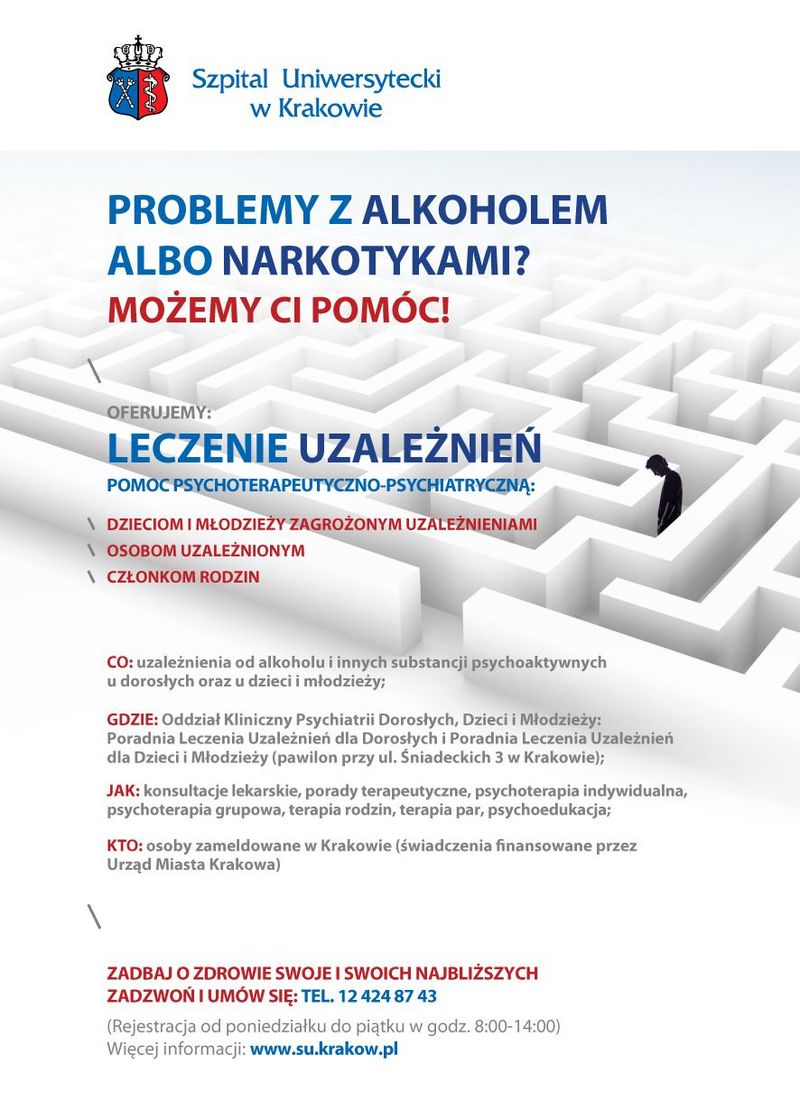 Szpital Uniwersytecki
w Krakowie
PROBLEMY Z ALKOHOLEM
ALBO NARKOTYKAMI?
MOŻEMY CI POMÓC!
\
OFERUJEMY:
LECZENIE UZALEŻNIEŃ
POMOC PSYCHOTERAPEUTYCZNO-PSYCHIATRYCZNĄ:
\ DZIECIOM I MŁODZIEŻY ZAGROŻONYM UZALEŻNIENIAMI
\ OSOBOM UZALEŻNIONYM
\ CZŁONKOM RODZIN
CO: uzależnienia od alkoholu i innych substancji psychoaktywnych
u dorosłych oraz u dzieci i młodzieży;
GDZIE: Oddział Kliniczny Psychiatrii Dorosłych, Dzieci i Młodzieży:
Poradnia Leczenia Uzależnień dla Dorosłych i Poradnia Leczenia Uzależnień
dla Dzieci i Młodzieży (pawilon przy ul. Śniadeckich 3 w Krakowie);
JAK: konsultacje lekarskie, porady terapeutyczne, psychoterapia indywidualna,
psychoterapia grupowa, terapia rodzin, terapia par, psychoedukacja;
KTO: osoby zameldowane w Krakowie (świadczenia finansowane przez
Urząd Miasta Krakowa)
\
ZADBAJ O ZDROWIE SWOJE I SWOICH NAJBLIŻSZYCH
ZADZWOŃ I UMÓW SIĘ: TEL. 12 424 87 43
(Rejestracja od poniedziałku do piątku w godz. 8:00-14:00)
Więcej informacji: www.su.krakow.pl